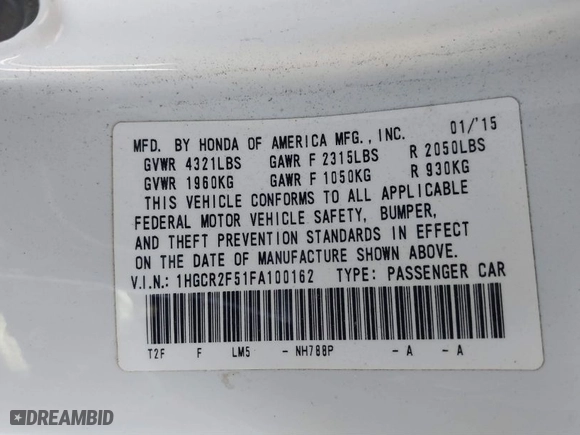 MFD. BY HONDA OF AMERICA MFG., INC. 01/'15
GVWR 4321LBS GAWR F 2315LBS R 2050LBS
GVWR 1960KG GAWR F 1050KG R 930KG
THIS VEHICLE CONFORMS TO ALL APPLICABLE
FEDERAL MOTOR VEHICLE SAFETY, BUMPER,
AND THEFT PREVENTION STANDARDS IN EFFECT
ON THE DATE OF MANUFACTURE SHOWN ABOVE.
V.I.N.: 1HGCR2F51FA100162 TYPE: PASSENGER CAR
T2F F LM5 - NH788P - A - A
DREAMBID